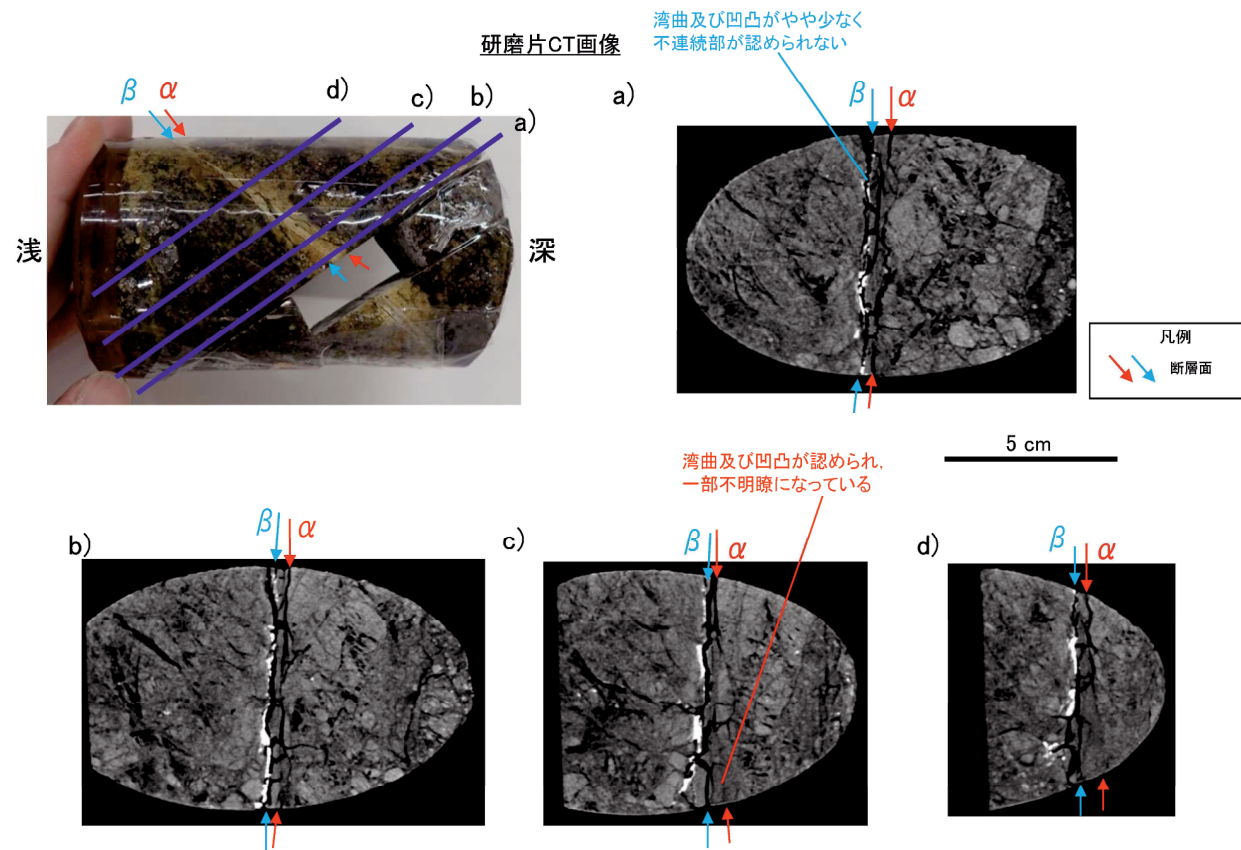 研磨片CT画像
湾曲及び凹凸がやや少なく
不連続部が認められない
β α
d)
c)
b)
a)
浅
深
a)
β α
凡例
断層面
5 cm
湾曲及び凹凸が認められ,
一部不明瞭になっている
b)
β α
c)
β α
d)
β α